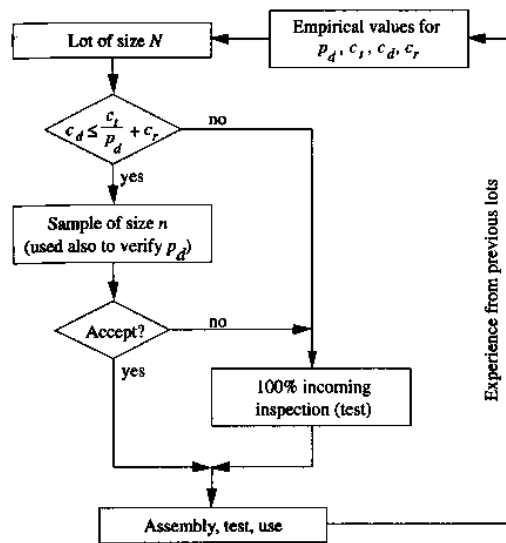 Lot of size N
Empirical values for
p_d, c_t, c_d, c_r
c_d ≤ c_t/p_d + c_r
no
yes
Sample of size n
(used also to verify p_d)
Accept?
no
yes
100% incoming
inspection (test)
Assembly, test, use
Experience from previous lots